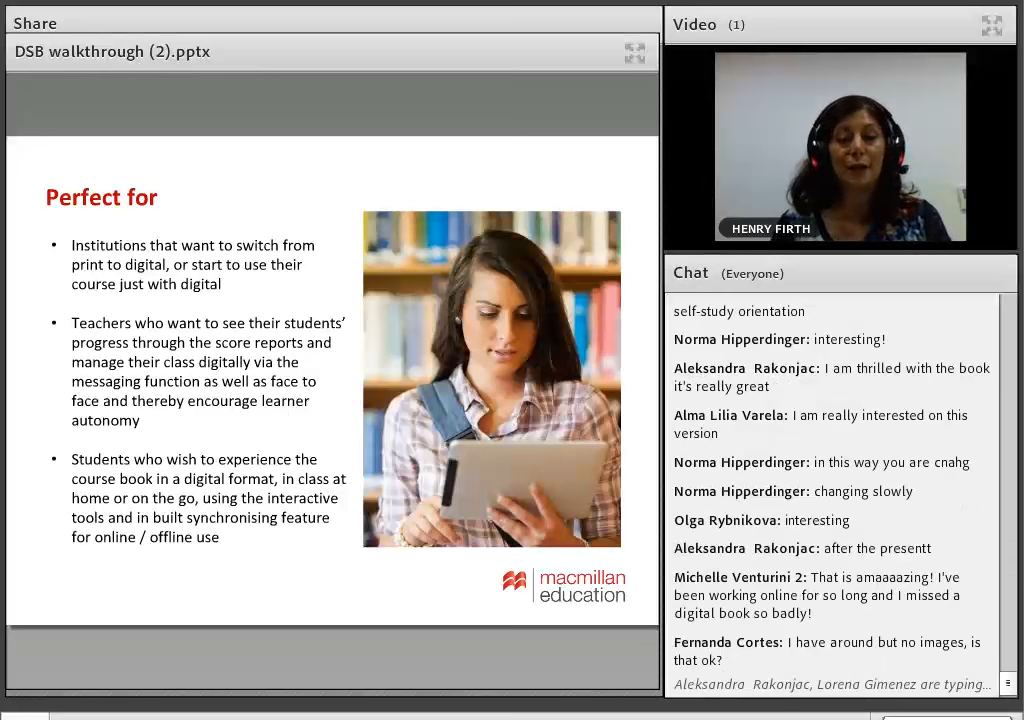 Share
DSB walkthrough (2).pptx
Perfect for
• Institutions that want to switch from
print to digital, or start to use their
course just with digital
• Teachers who want to see their students’
progress through the score reports and
manage their class digitally via the
messaging function as well as face to
face and thereby encourage learner
autonomy
• Students who wish to experience the
course book in a digital format, in class at
home or on the go, using the interactive
tools and in built synchronising feature
for online / offline use
macmillan
education
Video (1)
HENRY FIRTH
Chat (Everyone)
self-study orientation
Norma Hipperdinger: interesting!
Aleksandra Rakonjac: I am thrilled with the book
it's really great
Alma Lilia Varela: I am really interested on this
version
Norma Hipperdinger: in this way you are cnahg
Norma Hipperdinger: changing slowly
Olga Rybnikova: interesting
Aleksandra Rakonjac: after the presentt
Michelle Venturini 2: That is amaaaazing! I've
been working online for so long and I missed a
digital book so badly!
Fernanda Cortes: I have around but no images, is
that ok?
Aleksandra Rakonjac, Lorena Gimenez are typing...